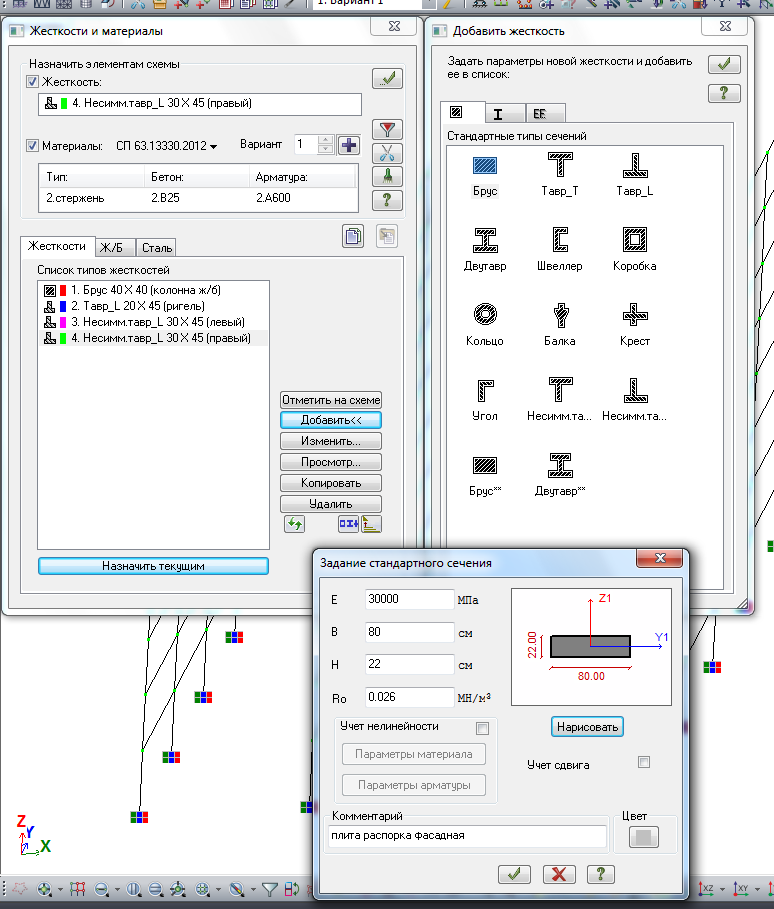 1. Вариант 1
Жесткости и материалы
Назначить элементам схемы
Жесткость:
4. Несимм.тавр_L 30 X 45 (правый)
Материалы: СП 63.13330.2012 Вариант 1
Тип: Бетон: Арматура:
2.стержень 2.B25 2.A600
Жесткости Ж/Б Сталь
Список типов жесткостей
1. Брус 40 X 40 (колонна ж/б)
2. Тавр_L 20 X 45 (ригель)
3. Несимм.тавр_L 30 X 45 (левый)
4. Несимм.тавр_L 30 X 45 (правый)
Отметить на схеме
Добавить<<
Изменить...
Просмотр...
Копировать
Удалить
Назначить текущим
Добавить жесткость
Задать параметры новой жесткости и добавить
ее в список:
Стандартные типы сечений
Брус Тавр_T Тавр_L
Двутавр Швеллер Коробка
Кольцо Балка Крест
Угол Несимм.та... Несимм.та...
Брус** Двутавр**
Задание стандартного сечения
E 30000 МПа
B 80 см
H 22 см
Ro 0.026 МН/м³
Z1
Y1
22.00
80.00
Учет нелинейности
Параметры материала
Параметры арматуры
Нарисовать
Учет сдвига
Комментарий
плита распорка фасадная
Цвет
Z
Y
X
XZ
XY